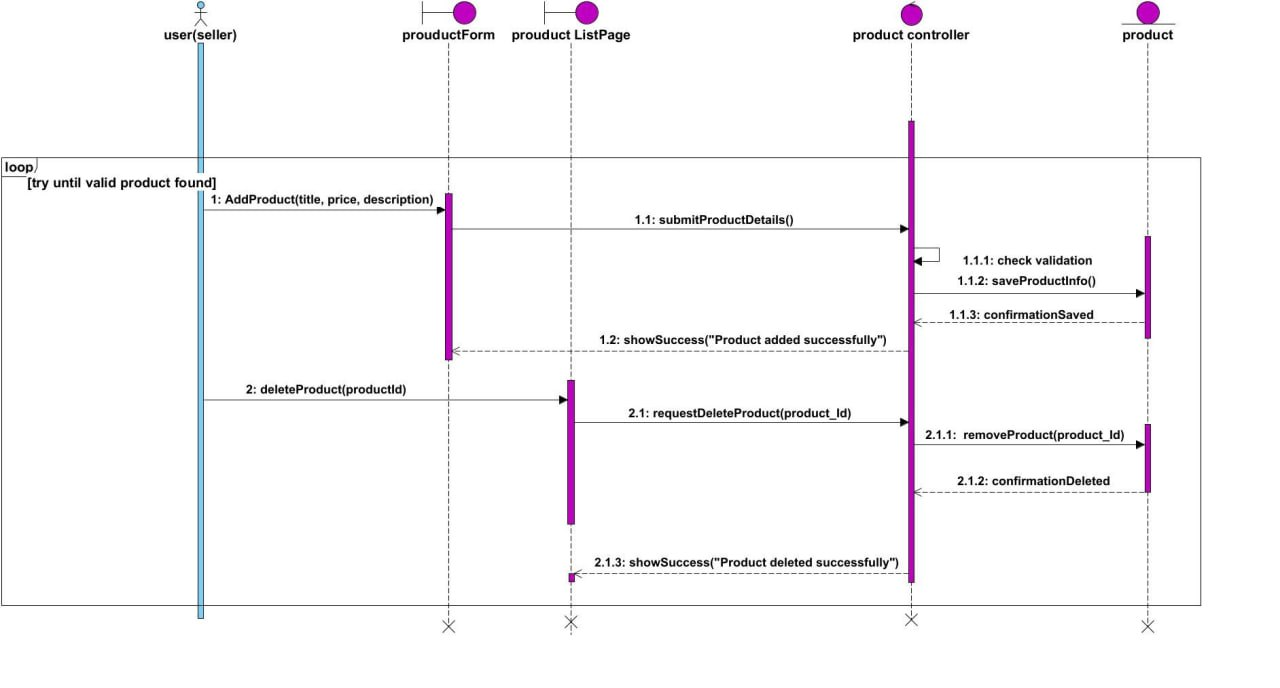 user(seller)
prouductForm
prouduct ListPage
product controller
product
loop
[try until valid product found]
1: AddProduct(title, price, description)
1.1: submitProductDetails()
1.1.1: check validation
1.1.2: saveProductInfo()
1.1.3: confirmationSaved
1.2: showSuccess("Product added successfully")
2: deleteProduct(productId)
2.1: requestDeleteProduct(product_Id)
2.1.1: removeProduct(product_Id)
2.1.2: confirmationDeleted
2.1.3: showSuccess("Product deleted successfully")